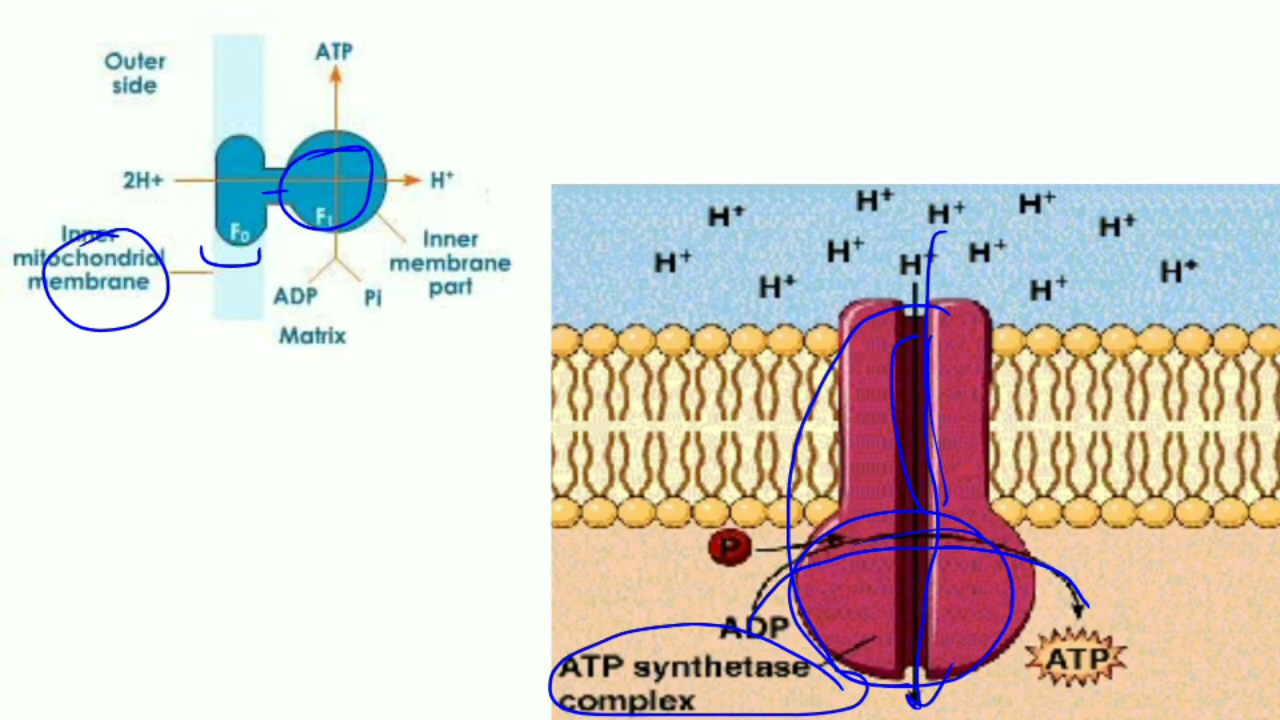 Outer
side
ATP
2H+
H⁺
F₀
F₁
Inner
mitochondrial
membrane
Inner
membrane
part
ADP
Pi
Matrix
H⁺
H⁺
H⁺
H⁺
H⁺
H⁺
H⁺
H⁺
H⁺
H⁺
H⁺
H⁺
P
ADP
ATP synthetase
complex
ATP